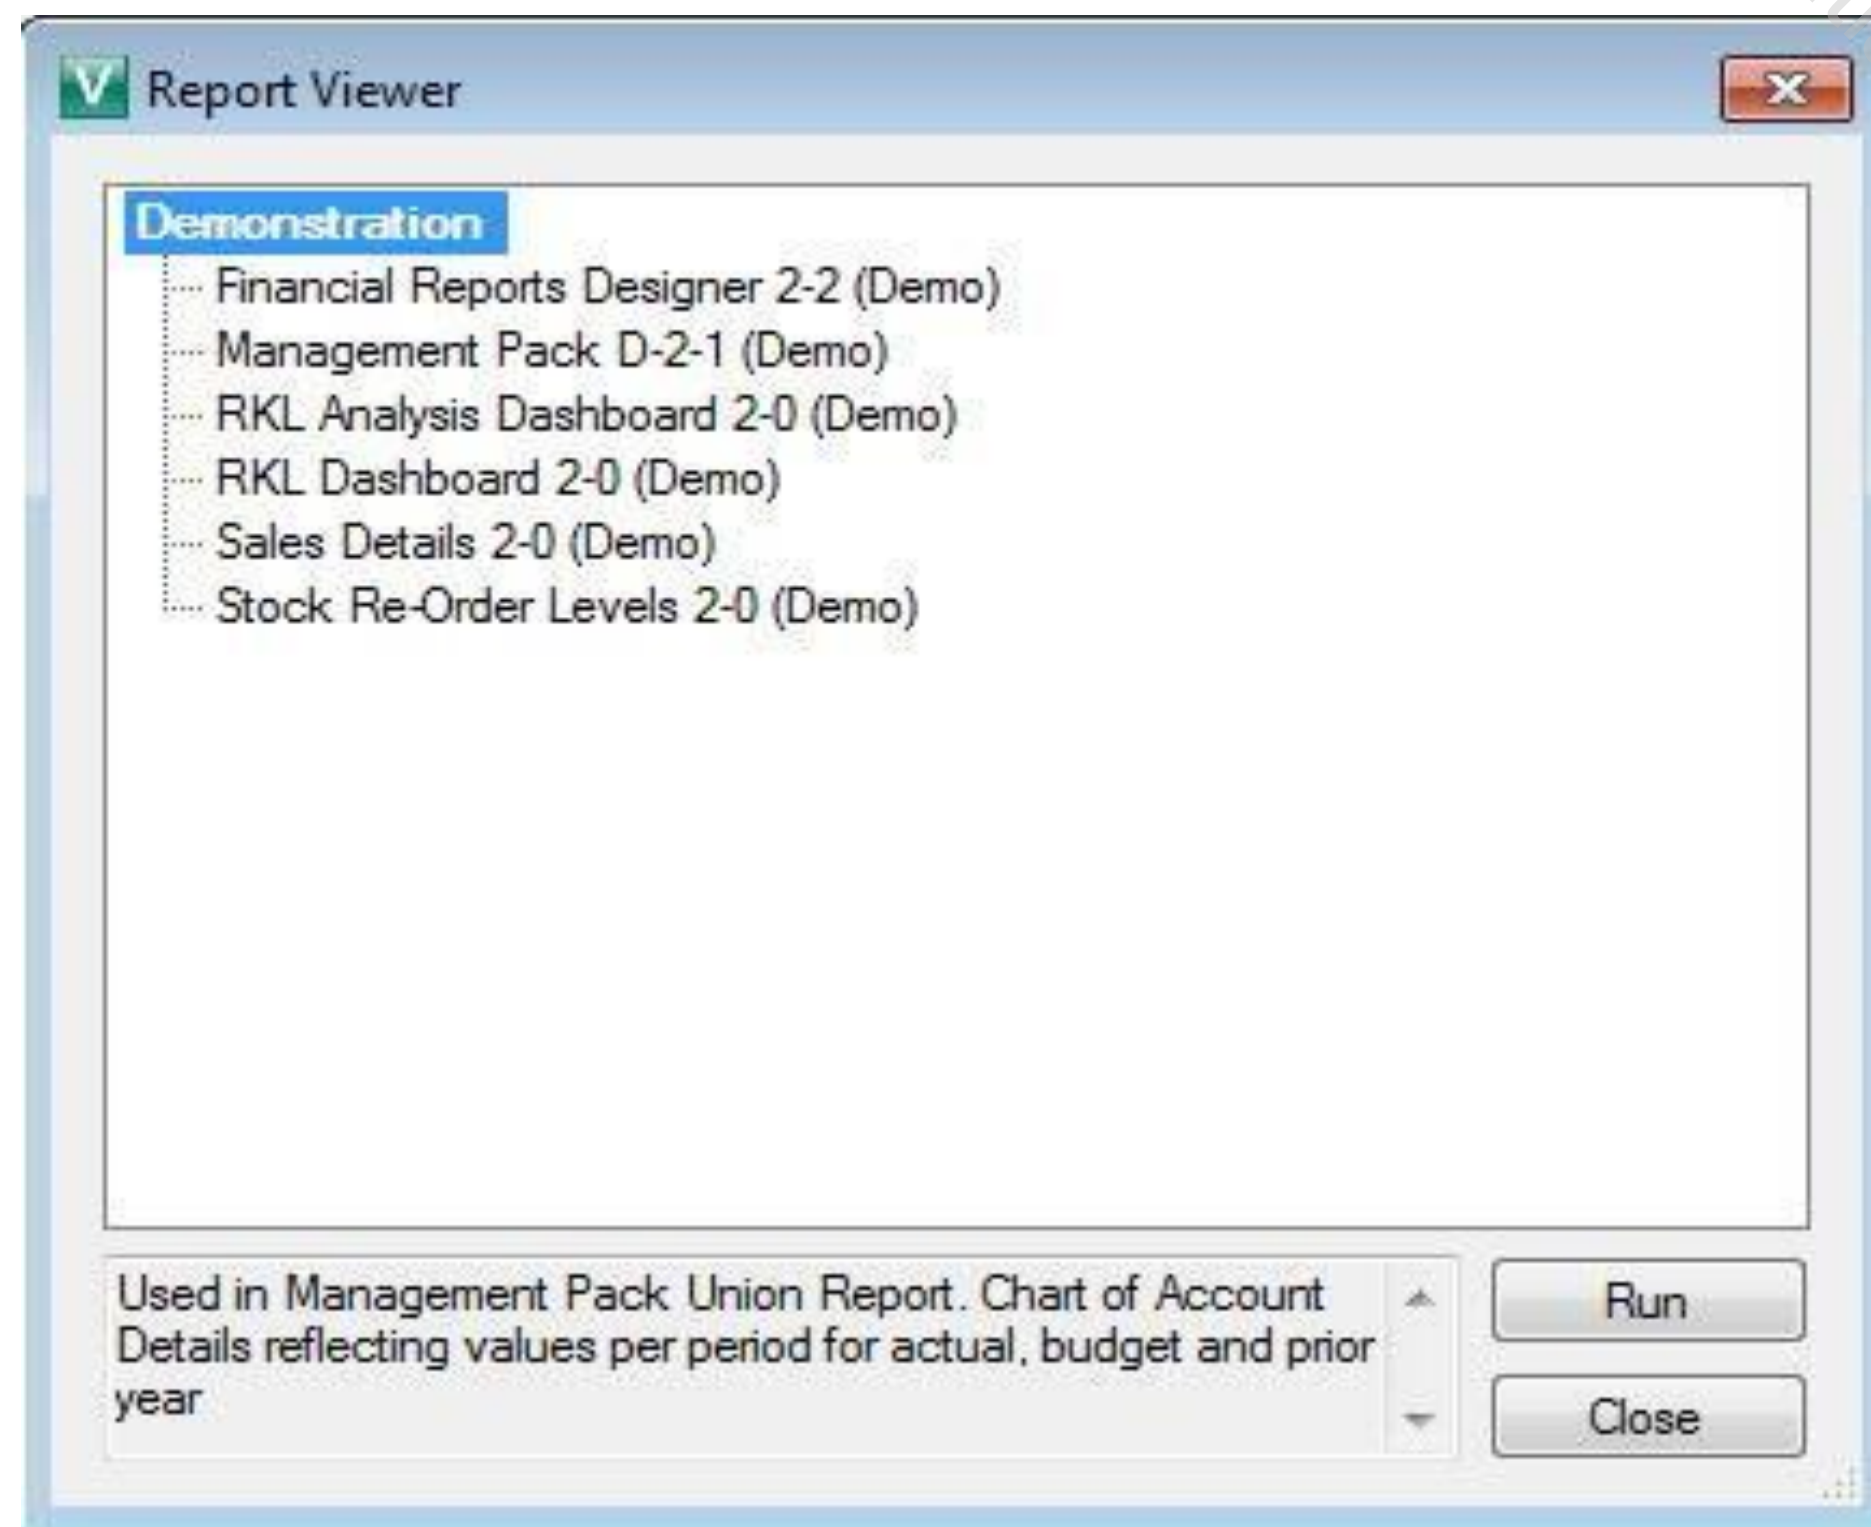 V Report Viewer
Demonstration
Financial Reports Designer 2-2 (Demo)
Management Pack D-2-1 (Demo)
RKL Analysis Dashboard 2-0 (Demo)
RKL Dashboard 2-0 (Demo)
Sales Details 2-0 (Demo)
Stock Re-Order Levels 2-0 (Demo)
Used in Management Pack Union Report. Chart of Account
Details reflecting values per period for actual, budget and prior
year
Run
Close